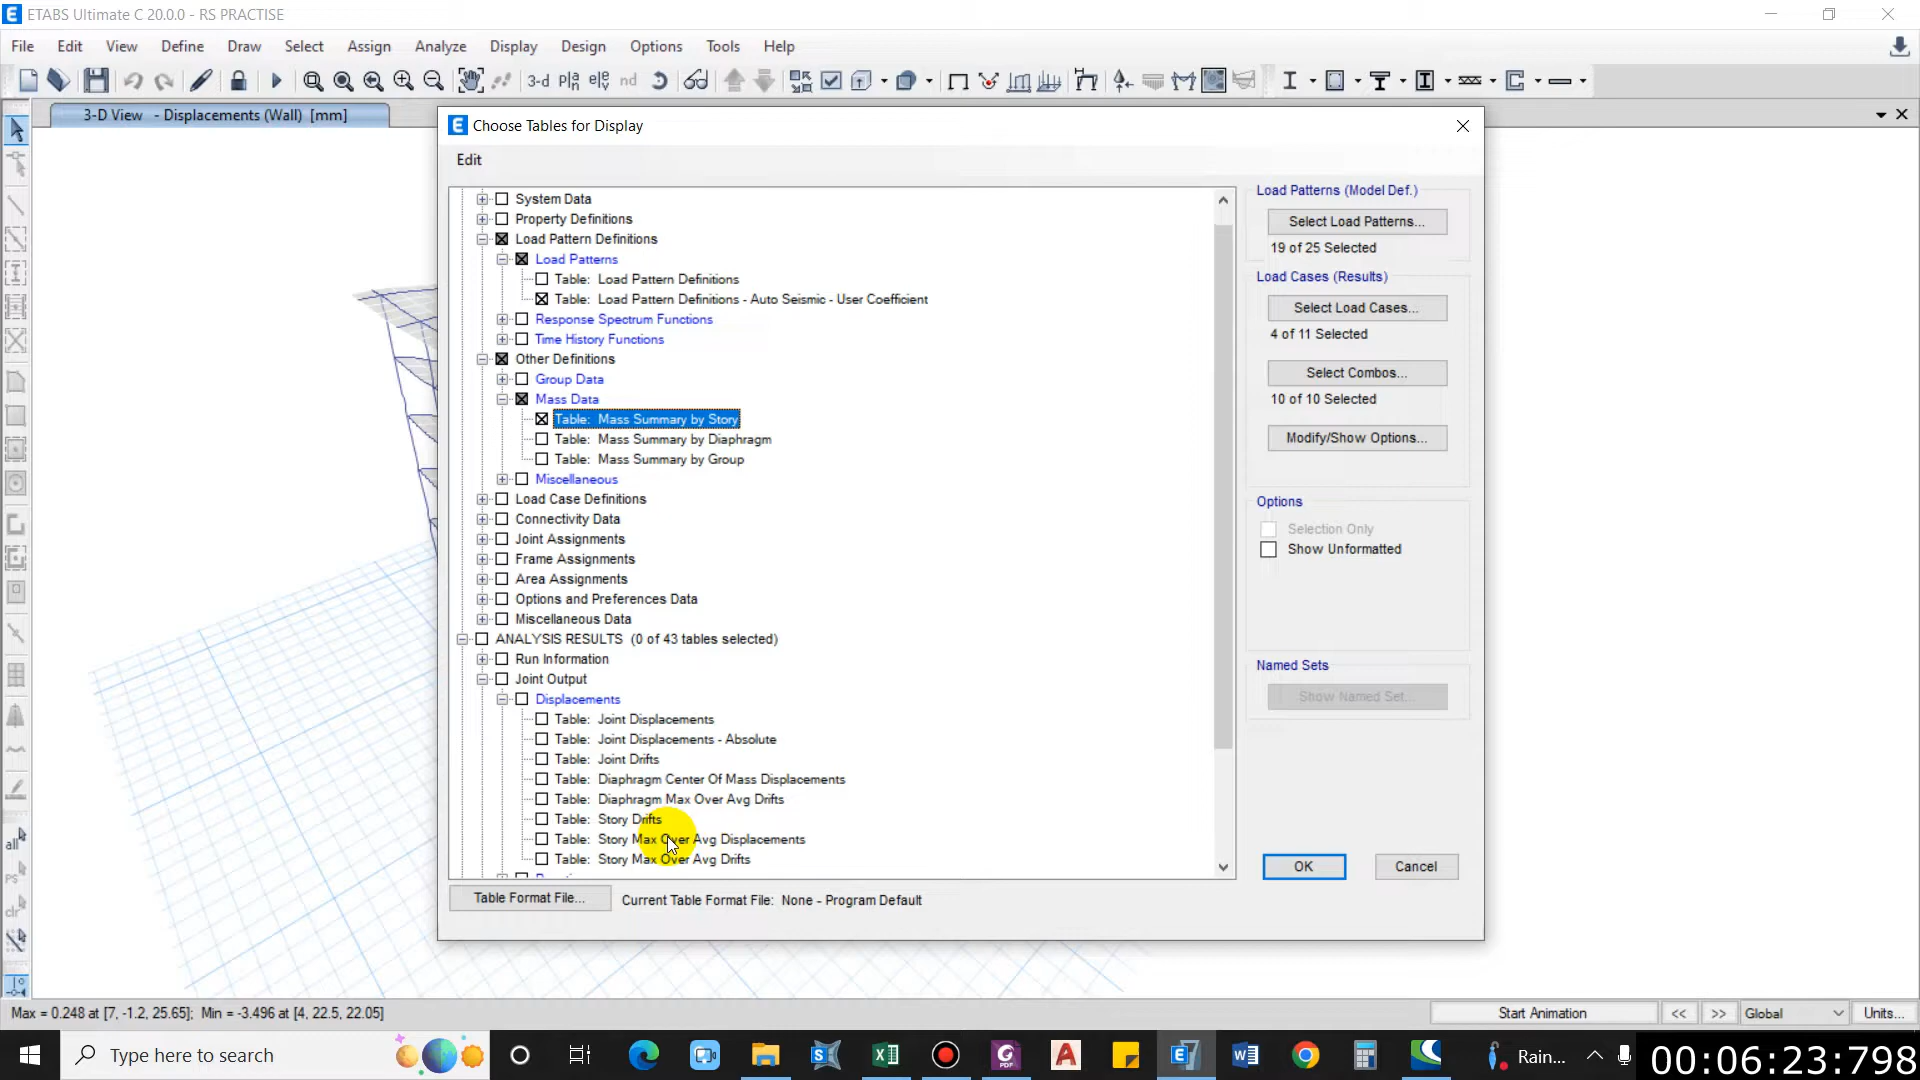 ETABS Ultimate C 20.0.0 - RS PRACTISE
File Edit View Define Draw Select Assign Analyze Display Design Options Tools Help
3-d nd
3-D View - Displacements (Wall) [mm]
Choose Tables for Display
Edit
System Data
Property Definitions
Load Pattern Definitions
Load Patterns
Table: Load Pattern Definitions
Table: Load Pattern Definitions - Auto Seismic - User Coefficient
Response Spectrum Functions
Time History Functions
Other Definitions
Group Data
Mass Data
Table: Mass Summary by Story
Table: Mass Summary by Diaphragm
Table: Mass Summary by Group
Miscellaneous
Load Case Definitions
Connectivity Data
Joint Assignments
Frame Assignments
Area Assignments
Options and Preferences Data
Miscellaneous Data
ANALYSIS RESULTS (0 of 43 tables selected)
Run Information
Joint Output
Displacements
Table: Joint Displacements
Table: Joint Displacements - Absolute
Table: Joint Drifts
Table: Diaphragm Center Of Mass Displacements
Table: Diaphragm Max Over Avg Drifts
Table: Story Drifts
Table: Story Max Over Avg Displacements
Table: Story Max Over Avg Drifts
Load Patterns (Model Def.)
Select Load Patterns...
19 of 25 Selected
Load Cases (Results)
Select Load Cases...
4 of 11 Selected
Select Combos...
10 of 10 Selected
Modify/Show Options...
Options
Selection Only
Show Unformatted
Named Sets
Show Named Set...
OK Cancel
Table Format File... Current Table Format File: None - Program Default
all
ps
clr
Max = 0.248 at [7, -1.2, 25.65]; Min = -3.496 at [4, 22.5, 22.05]
Start Animation << >> Global Units...
Type here to search
Rain...
00:06:23:798